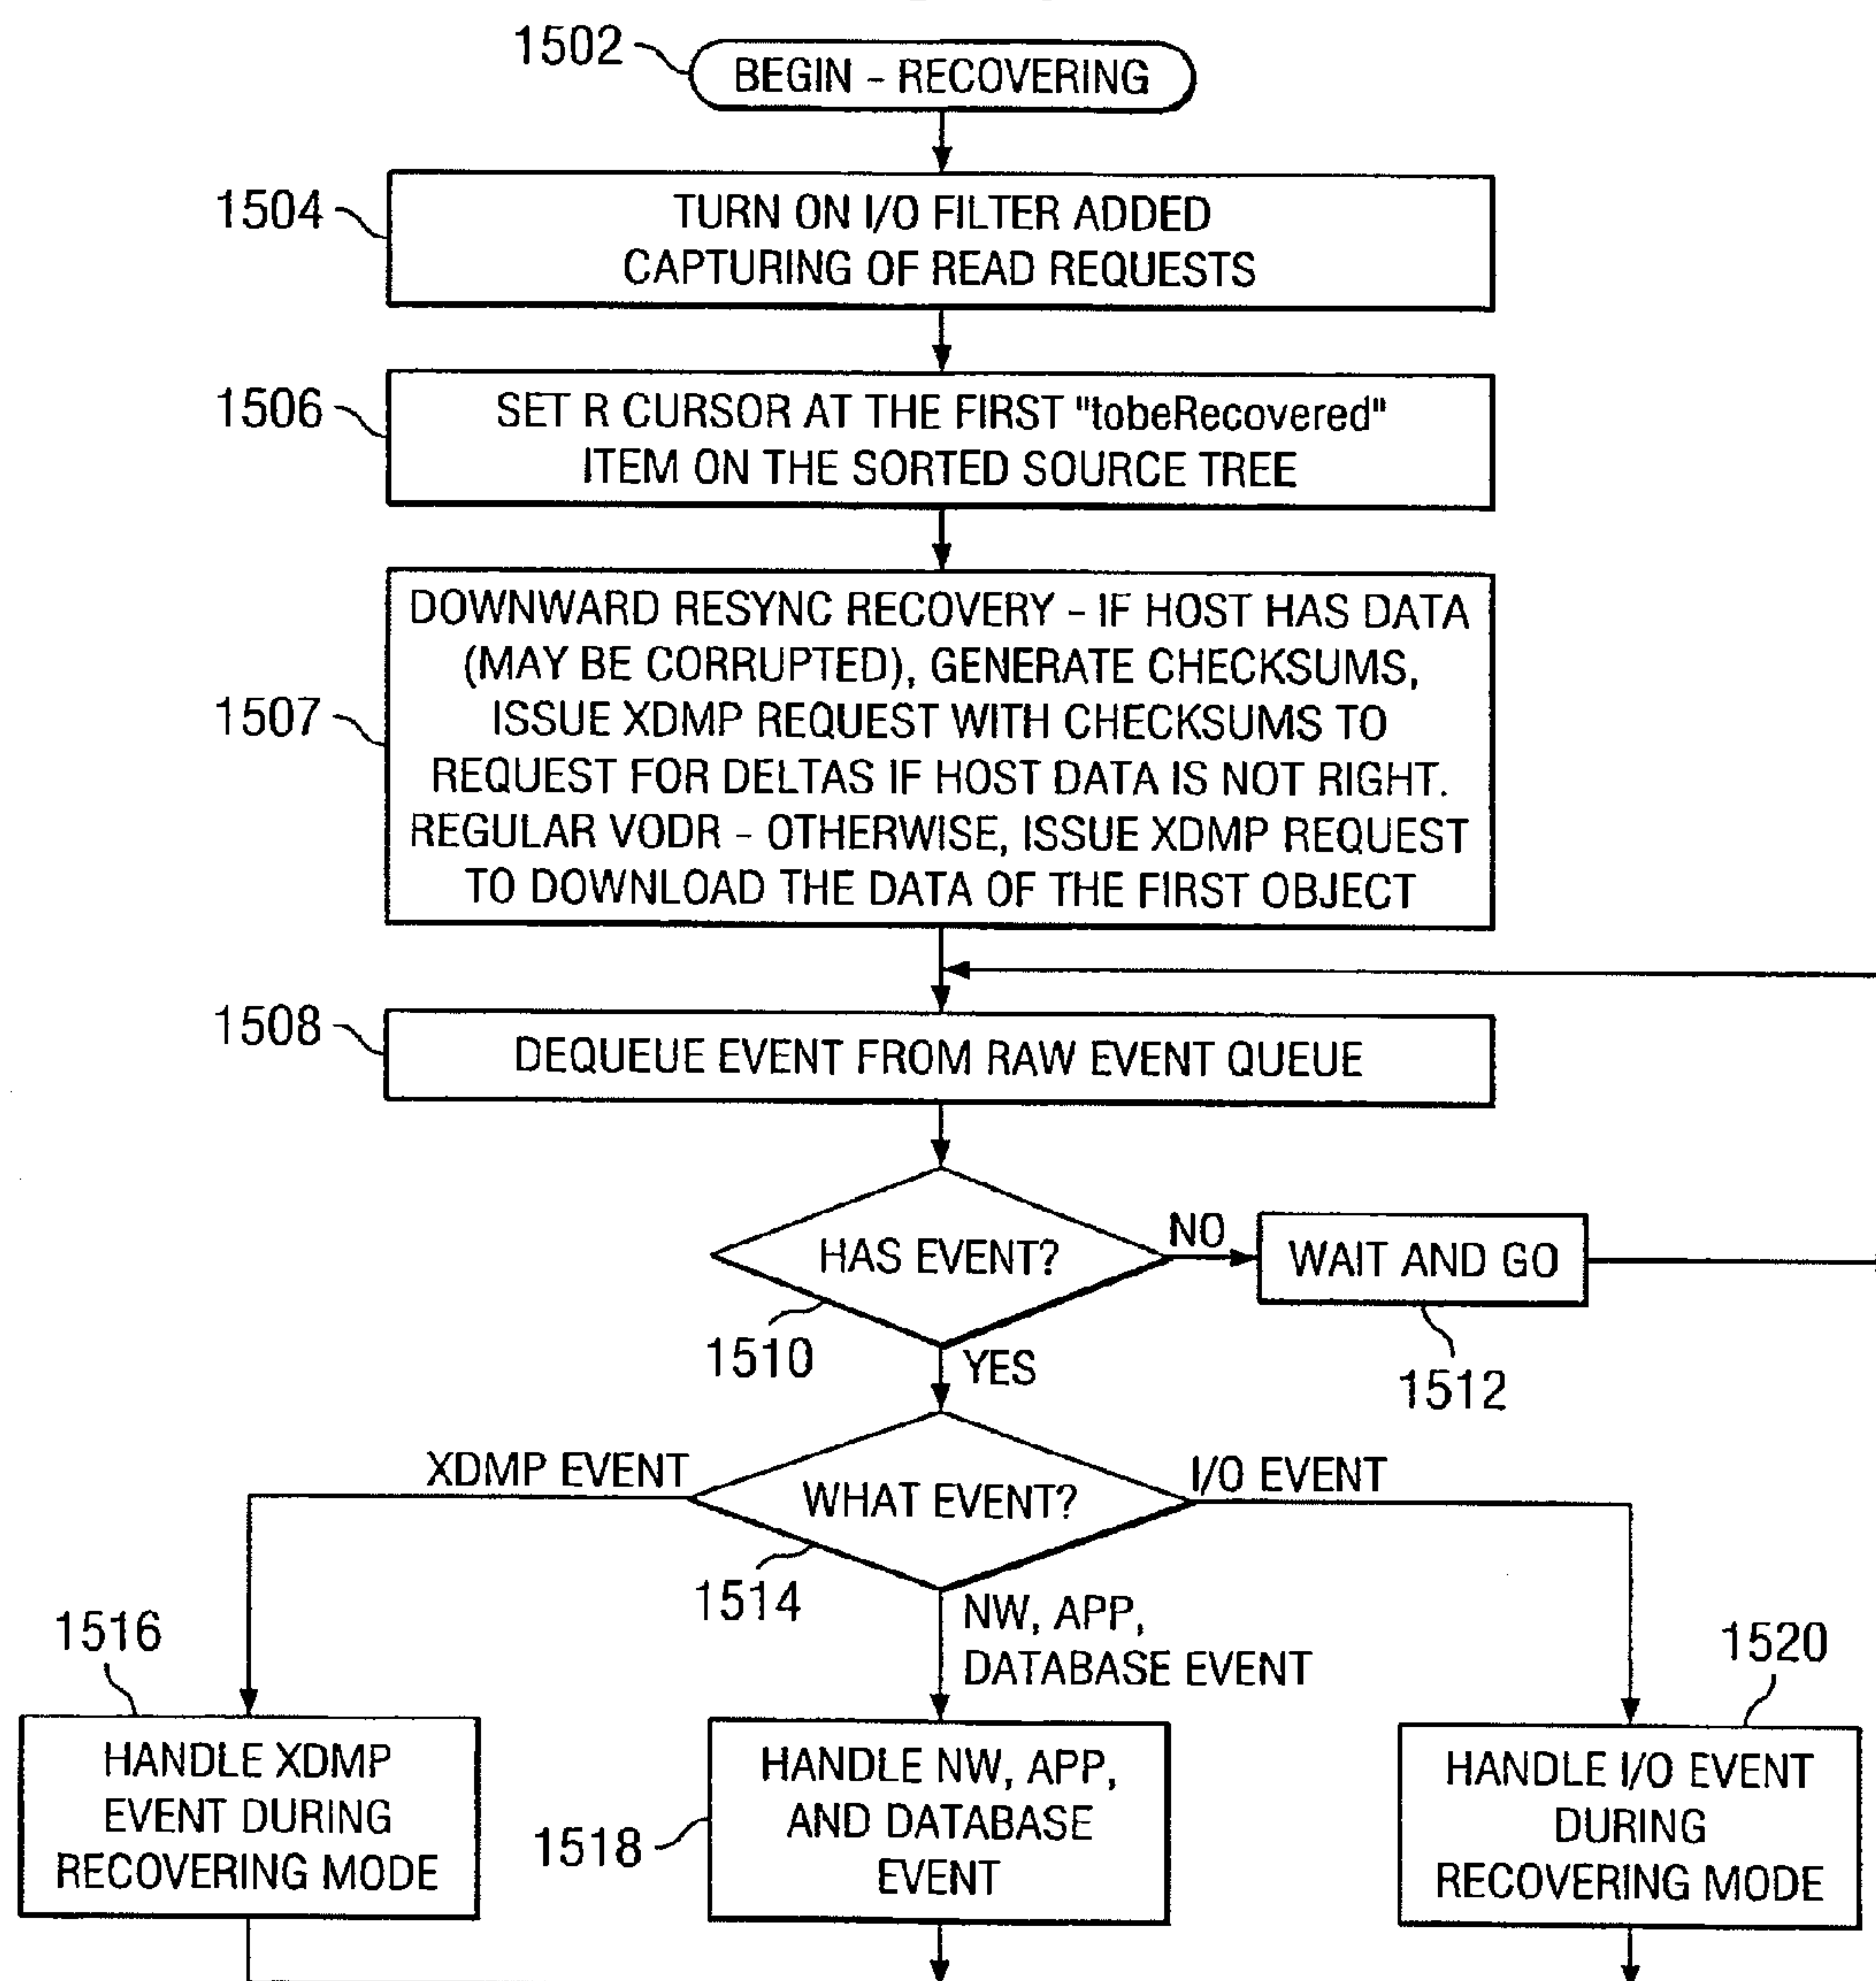 1502
BEGIN - RECOVERING
1504
TURN ON I/O FILTER ADDED
CAPTURING OF READ REQUESTS
1506
SET R CURSOR AT THE FIRST "tobeRecovered"
ITEM ON THE SORTED SOURCE TREE
1507
DOWNWARD RESYNC RECOVERY - IF HOST HAS DATA
(MAY BE CORRUPTED), GENERATE CHECKSUMS,
ISSUE XDMP REQUEST WITH CHECKSUMS TO
REQUEST FOR DELTAS IF HOST DATA IS NOT RIGHT.
REGULAR VODR - OTHERWISE, ISSUE XDMP REQUEST
TO DOWNLOAD THE DATA OF THE FIRST OBJECT
1508
DEQUEUE EVENT FROM RAW EVENT QUEUE
HAS EVENT?
NO
WAIT AND GO
1510
YES
1512
XDMP EVENT
WHAT EVENT?
I/O EVENT
1514
NW, APP,
DATABASE EVENT
1516
HANDLE XDMP
EVENT DURING
RECOVERING MODE
1518
HANDLE NW, APP,
AND DATABASE
EVENT
1520
HANDLE I/O EVENT
DURING
RECOVERING MODE